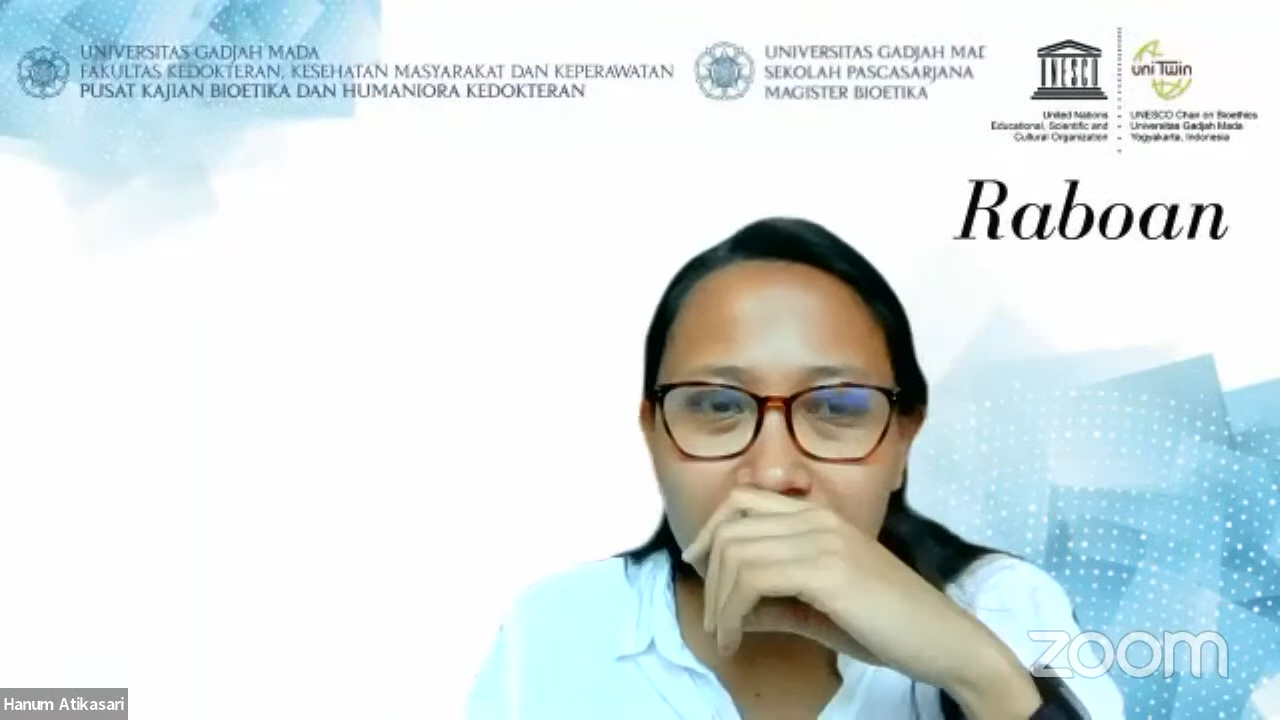 UNIVERSITAS GADJAH MADA
FAKULTAS KEDOKTERAN, KESEHATAN MASYARAKAT DAN KEPERAWATAN
PUSAT KAJIAN BIOETIKA DAN HUMANIORA KEDOKTERAN
UNIVERSITAS GADJAH MAD
SEKOLAH PASCASARJANA
MAGISTER BIOETIKA
UNESCO
United Nations
Educational, Scientific and
Cultural Organization
uniTwin
UNESCO Chair on Bioethics
Universitas Gadjah Mada
Yogyakarta, Indonesia
Raboan
zoom
Hanum Atikasari